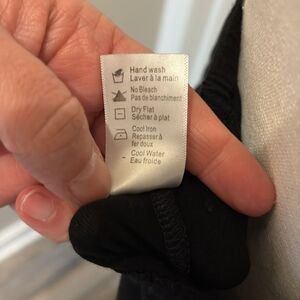 Hand wash
Laver à la main
No Bleach
Pas de blanchiment
Dry Flat
Sécher à plat
Cool Iron
Repasser à
fer doux
- Cool Water
Eau froide